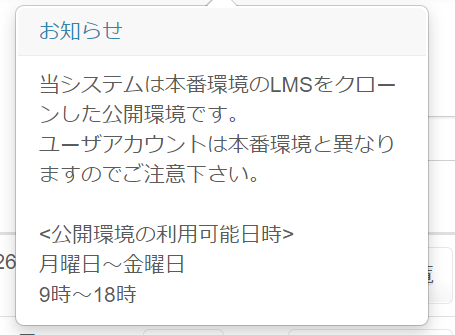 お知らせ
当システムは本番環境のLMSをクロー
ンした公開環境です。
ユーザアカウントは本番環境と異なり
ますのでご注意下さい。
<公開環境の利用可能日時>
月曜日～金曜日
9時～18時
26
覧